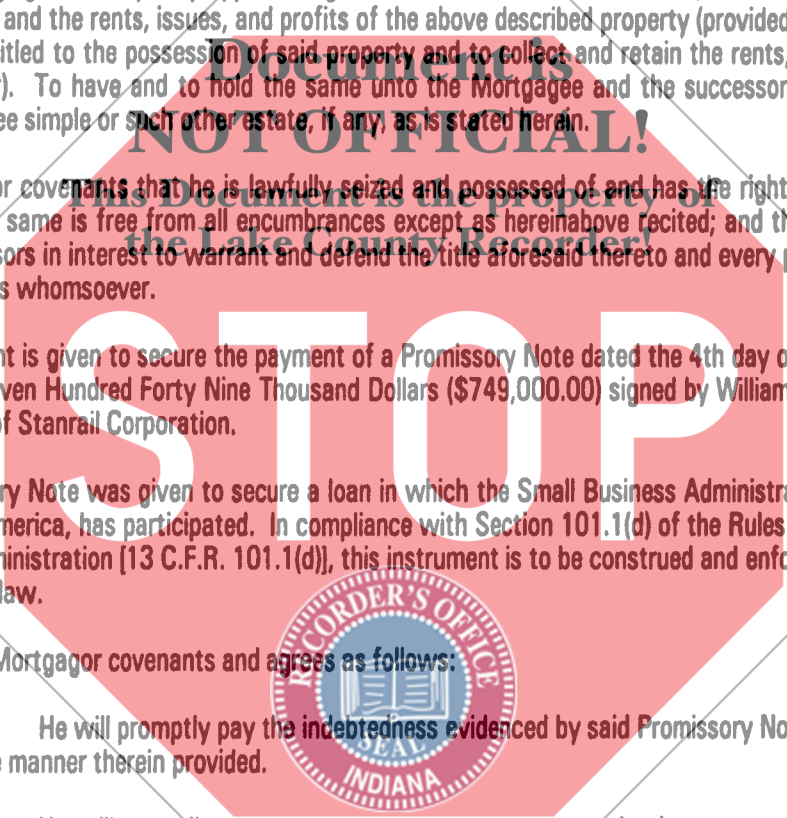 and the rents, issues, and profits of the above described property (provided
itled to the possession of said property and to collect and retain the rents,
). To have and to hold the same unto the Mortgagee and the successor
ee simple or such other estate, if any, as is stated herein.
Document is
NOT OFFICIAL!
This Document is the property of
the Lake County Recorder!
or covenants that he is lawfully seized and possessed of and has the right
same is free from all encumbrances except as hereinabove recited; and th
sors in interest to warrant and defend the title aforesaid thereto and every p
s whomsoever.
STOP
nt is given to secure the payment of a Promissory Note dated the 4th day o
ven Hundred Forty Nine Thousand Dollars ($749,000.00) signed by William
of Stanrail Corporation.
ry Note was given to secure a loan in which the Small Business Administra
merica, has participated. In compliance with Section 101.1(d) of the Rules
ministration [13 C.F.R. 101.1(d)], this instrument is to be construed and enfo
law.
Mortgagor covenants and agrees as follows:
He will promptly pay the indebtedness evidenced by said Promissory No
e manner therein provided.
RECORDER'S OFFICE
SEAL
INDIANA